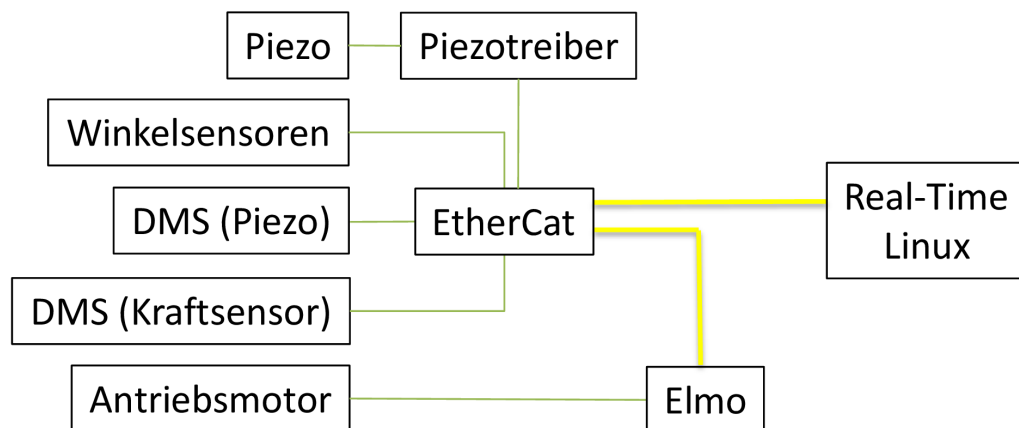 Piezo
Piezotreiber
Winkelsensoren
DMS (Piezo)
EtherCat
Real-Time
Linux
DMS (Kraftsensor)
Antriebsmotor
Elmo